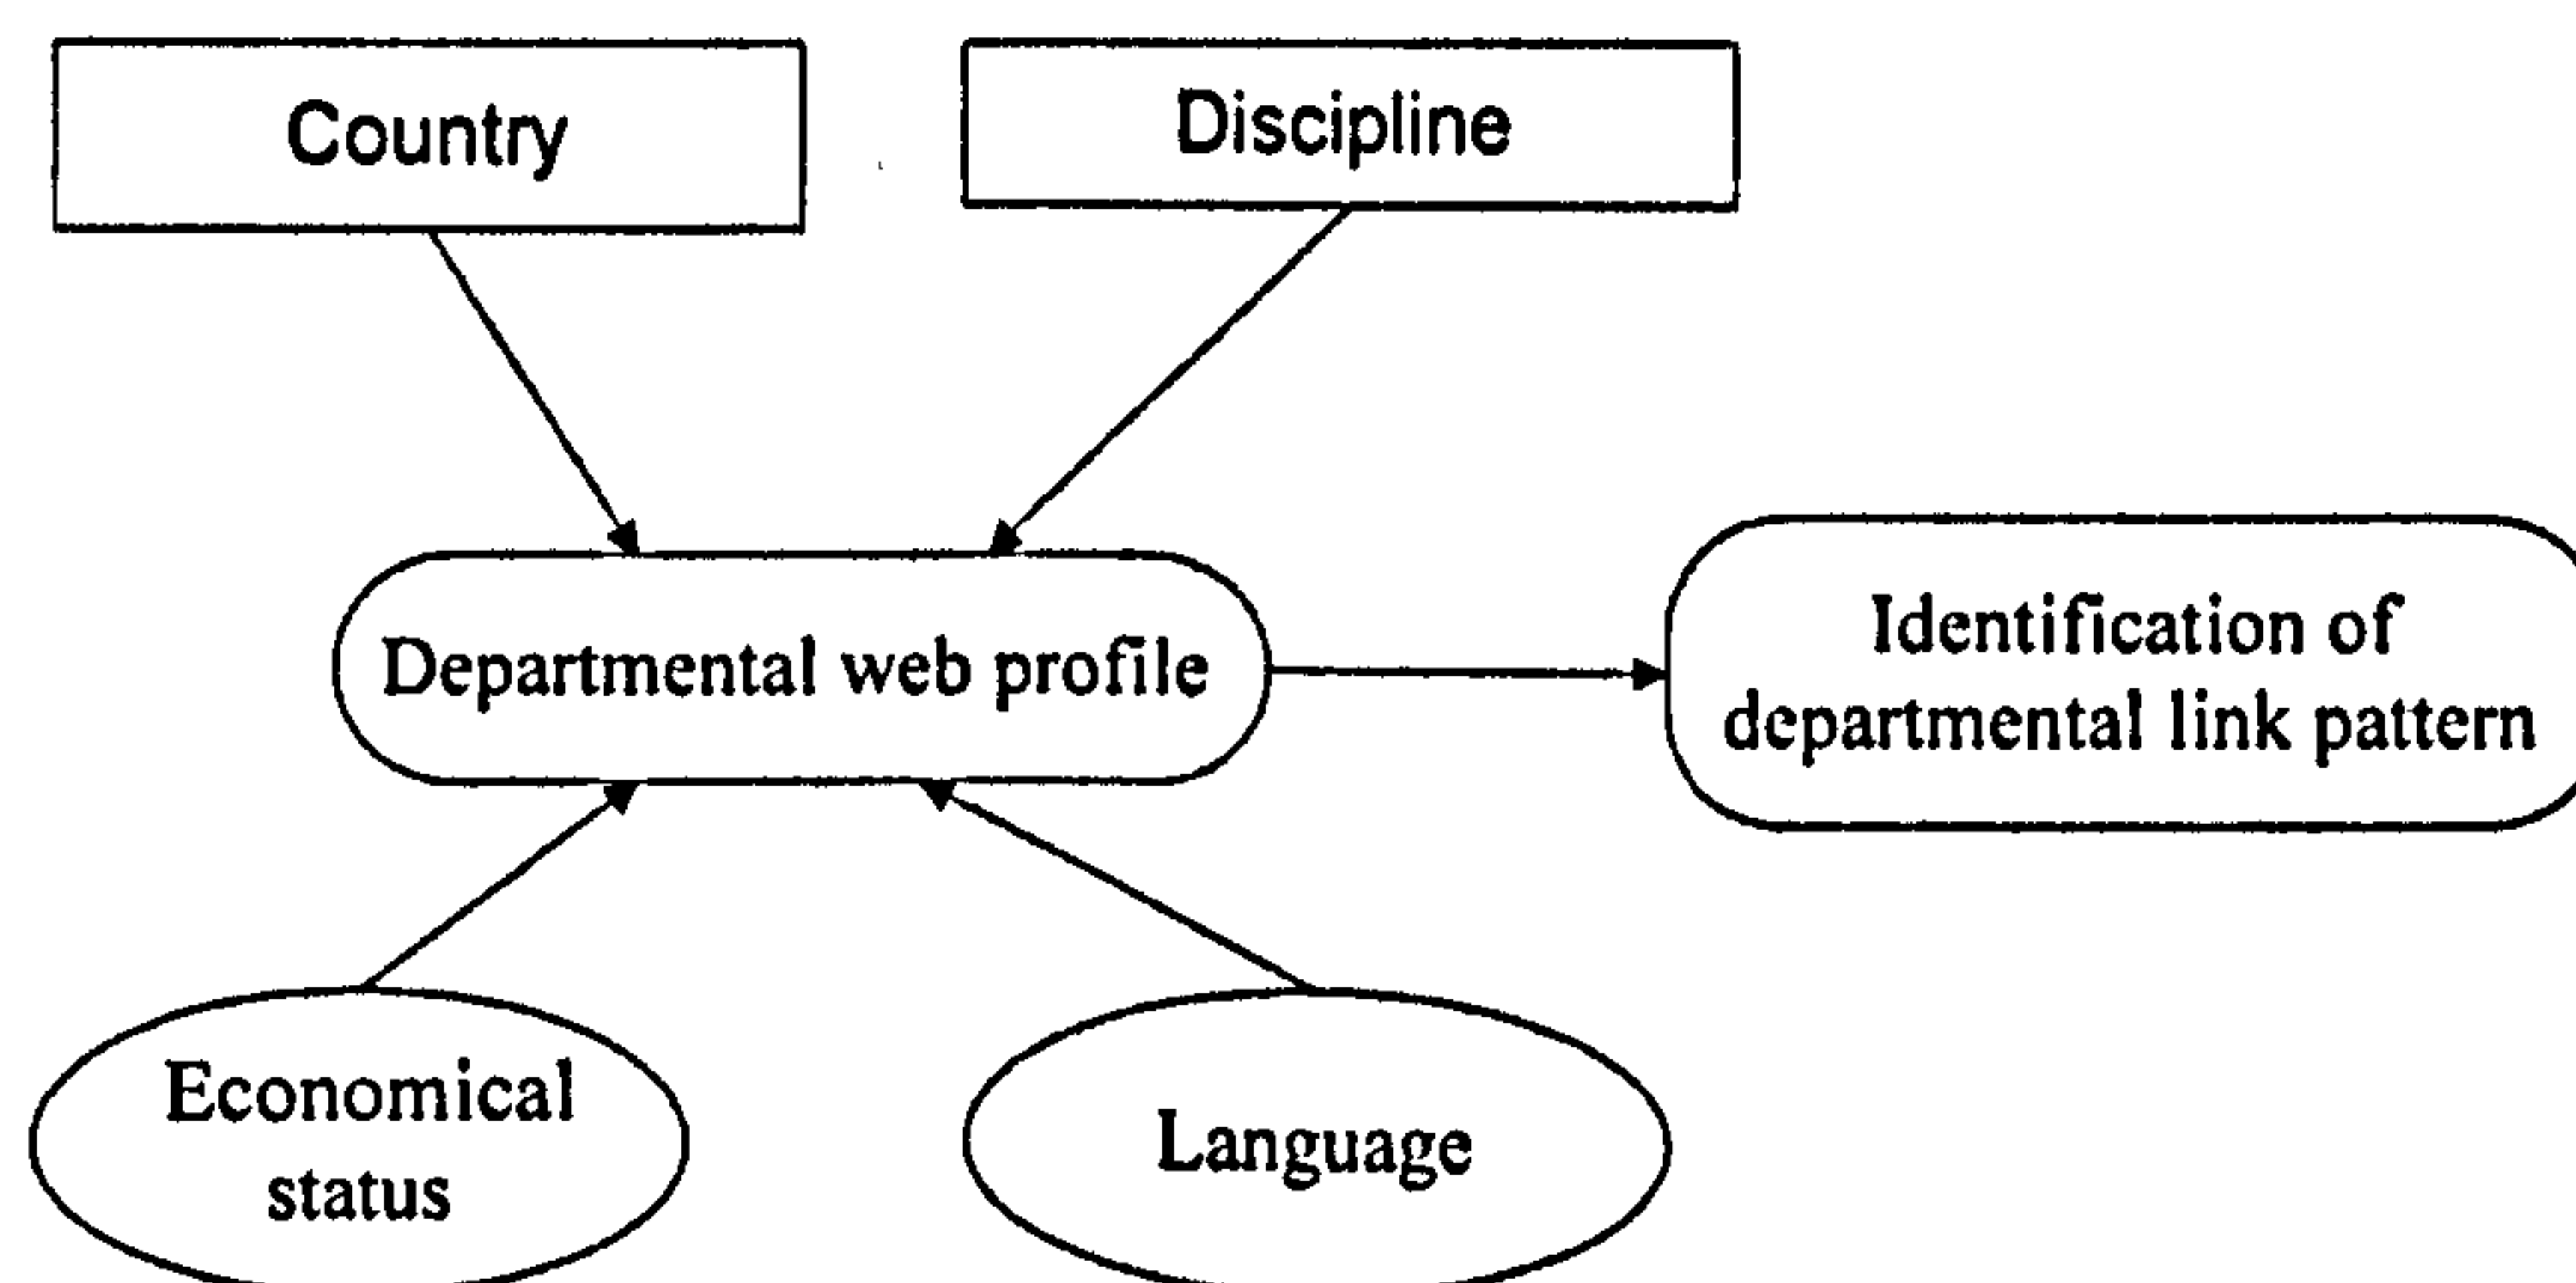 Country
Discipline
Departmental web profile
Identification of
departmental link pattern
Economical
status
Language